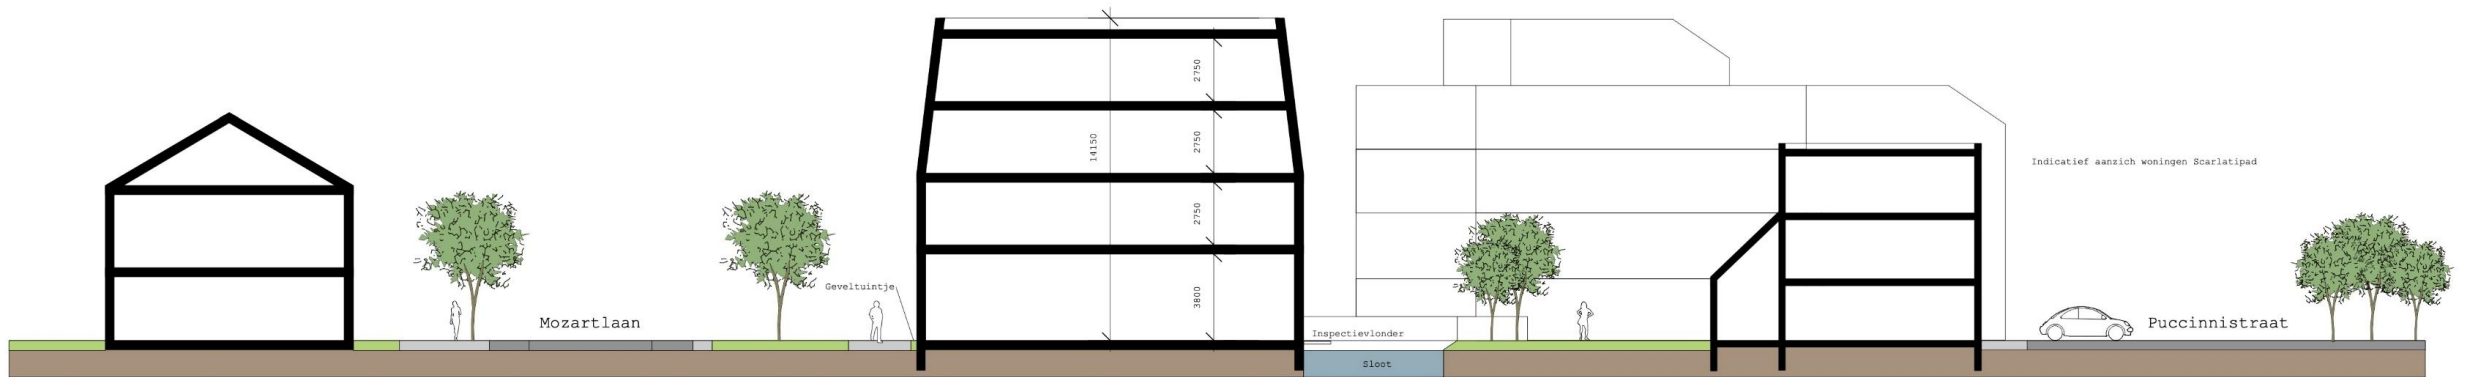 2750
2750
14150
Indicatief aanzich woningen Scarlatipad
2750
Geveltuintje
3800
Mozartlaan
Puccinnistraat
Inspectievlonder
Sloot